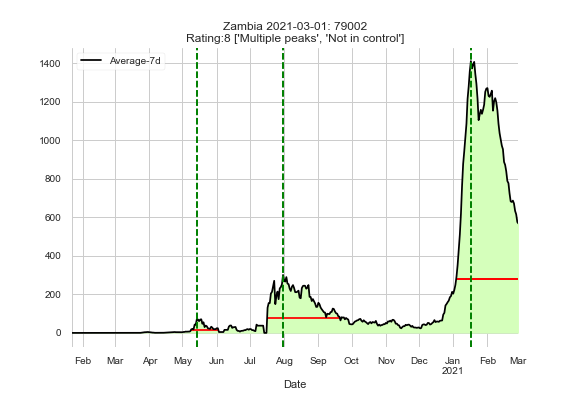 Zambia 2021-03-01: 79002
Rating:8 ['Multiple peaks', 'Not in control']
Average-7d
1400
1200
1000
800
600
400
200
0
Feb Mar Apr May Jun Jul Aug Sep Oct Nov Dec Jan Feb Mar
2021
Date